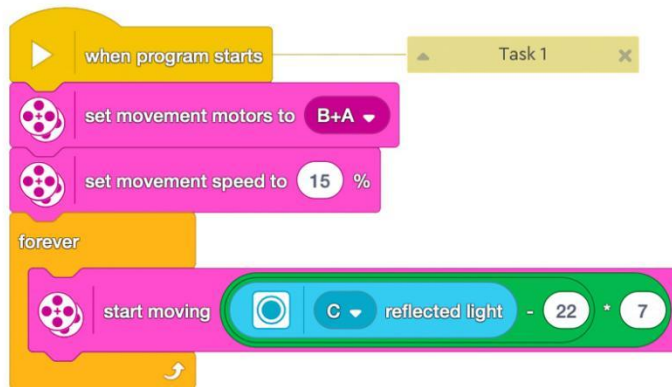 when program starts
Task 1
set movement motors to B+A
set movement speed to 15 %
forever
start moving C reflected light - 22 * 7